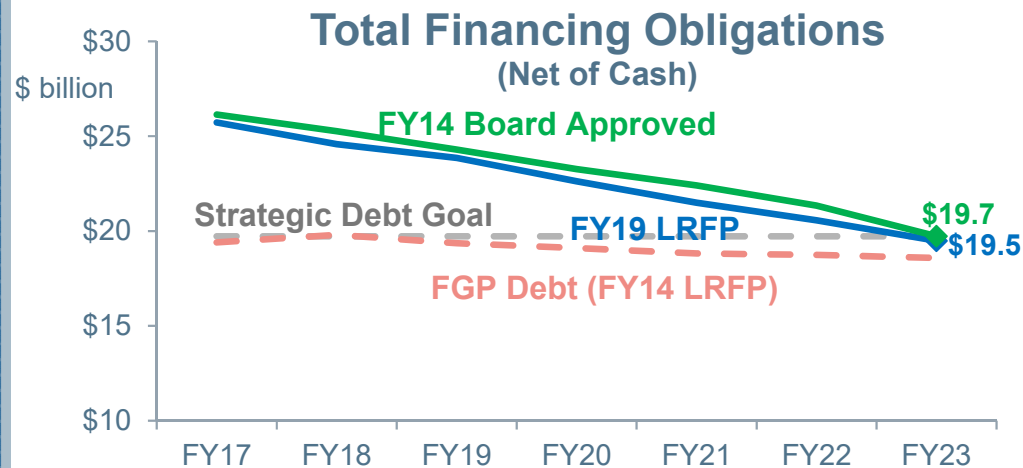 Total Financing Obligations
(Net of Cash)
$30
$ billion
$25
$20
$15
$10
FY14 Board Approved
Strategic Debt Goal
FY19 LRFP
FGP Debt (FY14 LRFP)
$19.7
$19.5
FY17 FY18 FY19 FY20 FY21 FY22 FY23